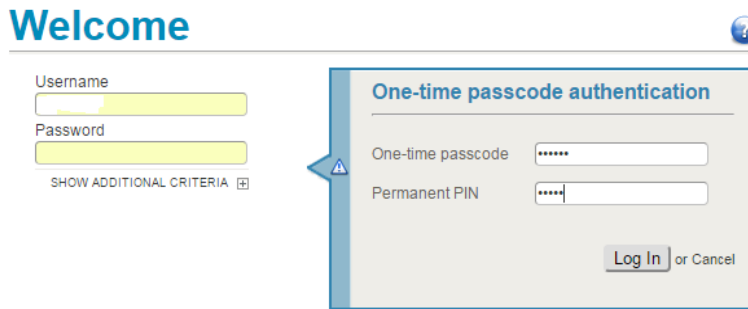 Welcome
Username
Password
SHOW ADDITIONAL CRITERIA
One-time passcode authentication
One-time passcode ••••••
Permanent PIN •••••
Log In or Cancel